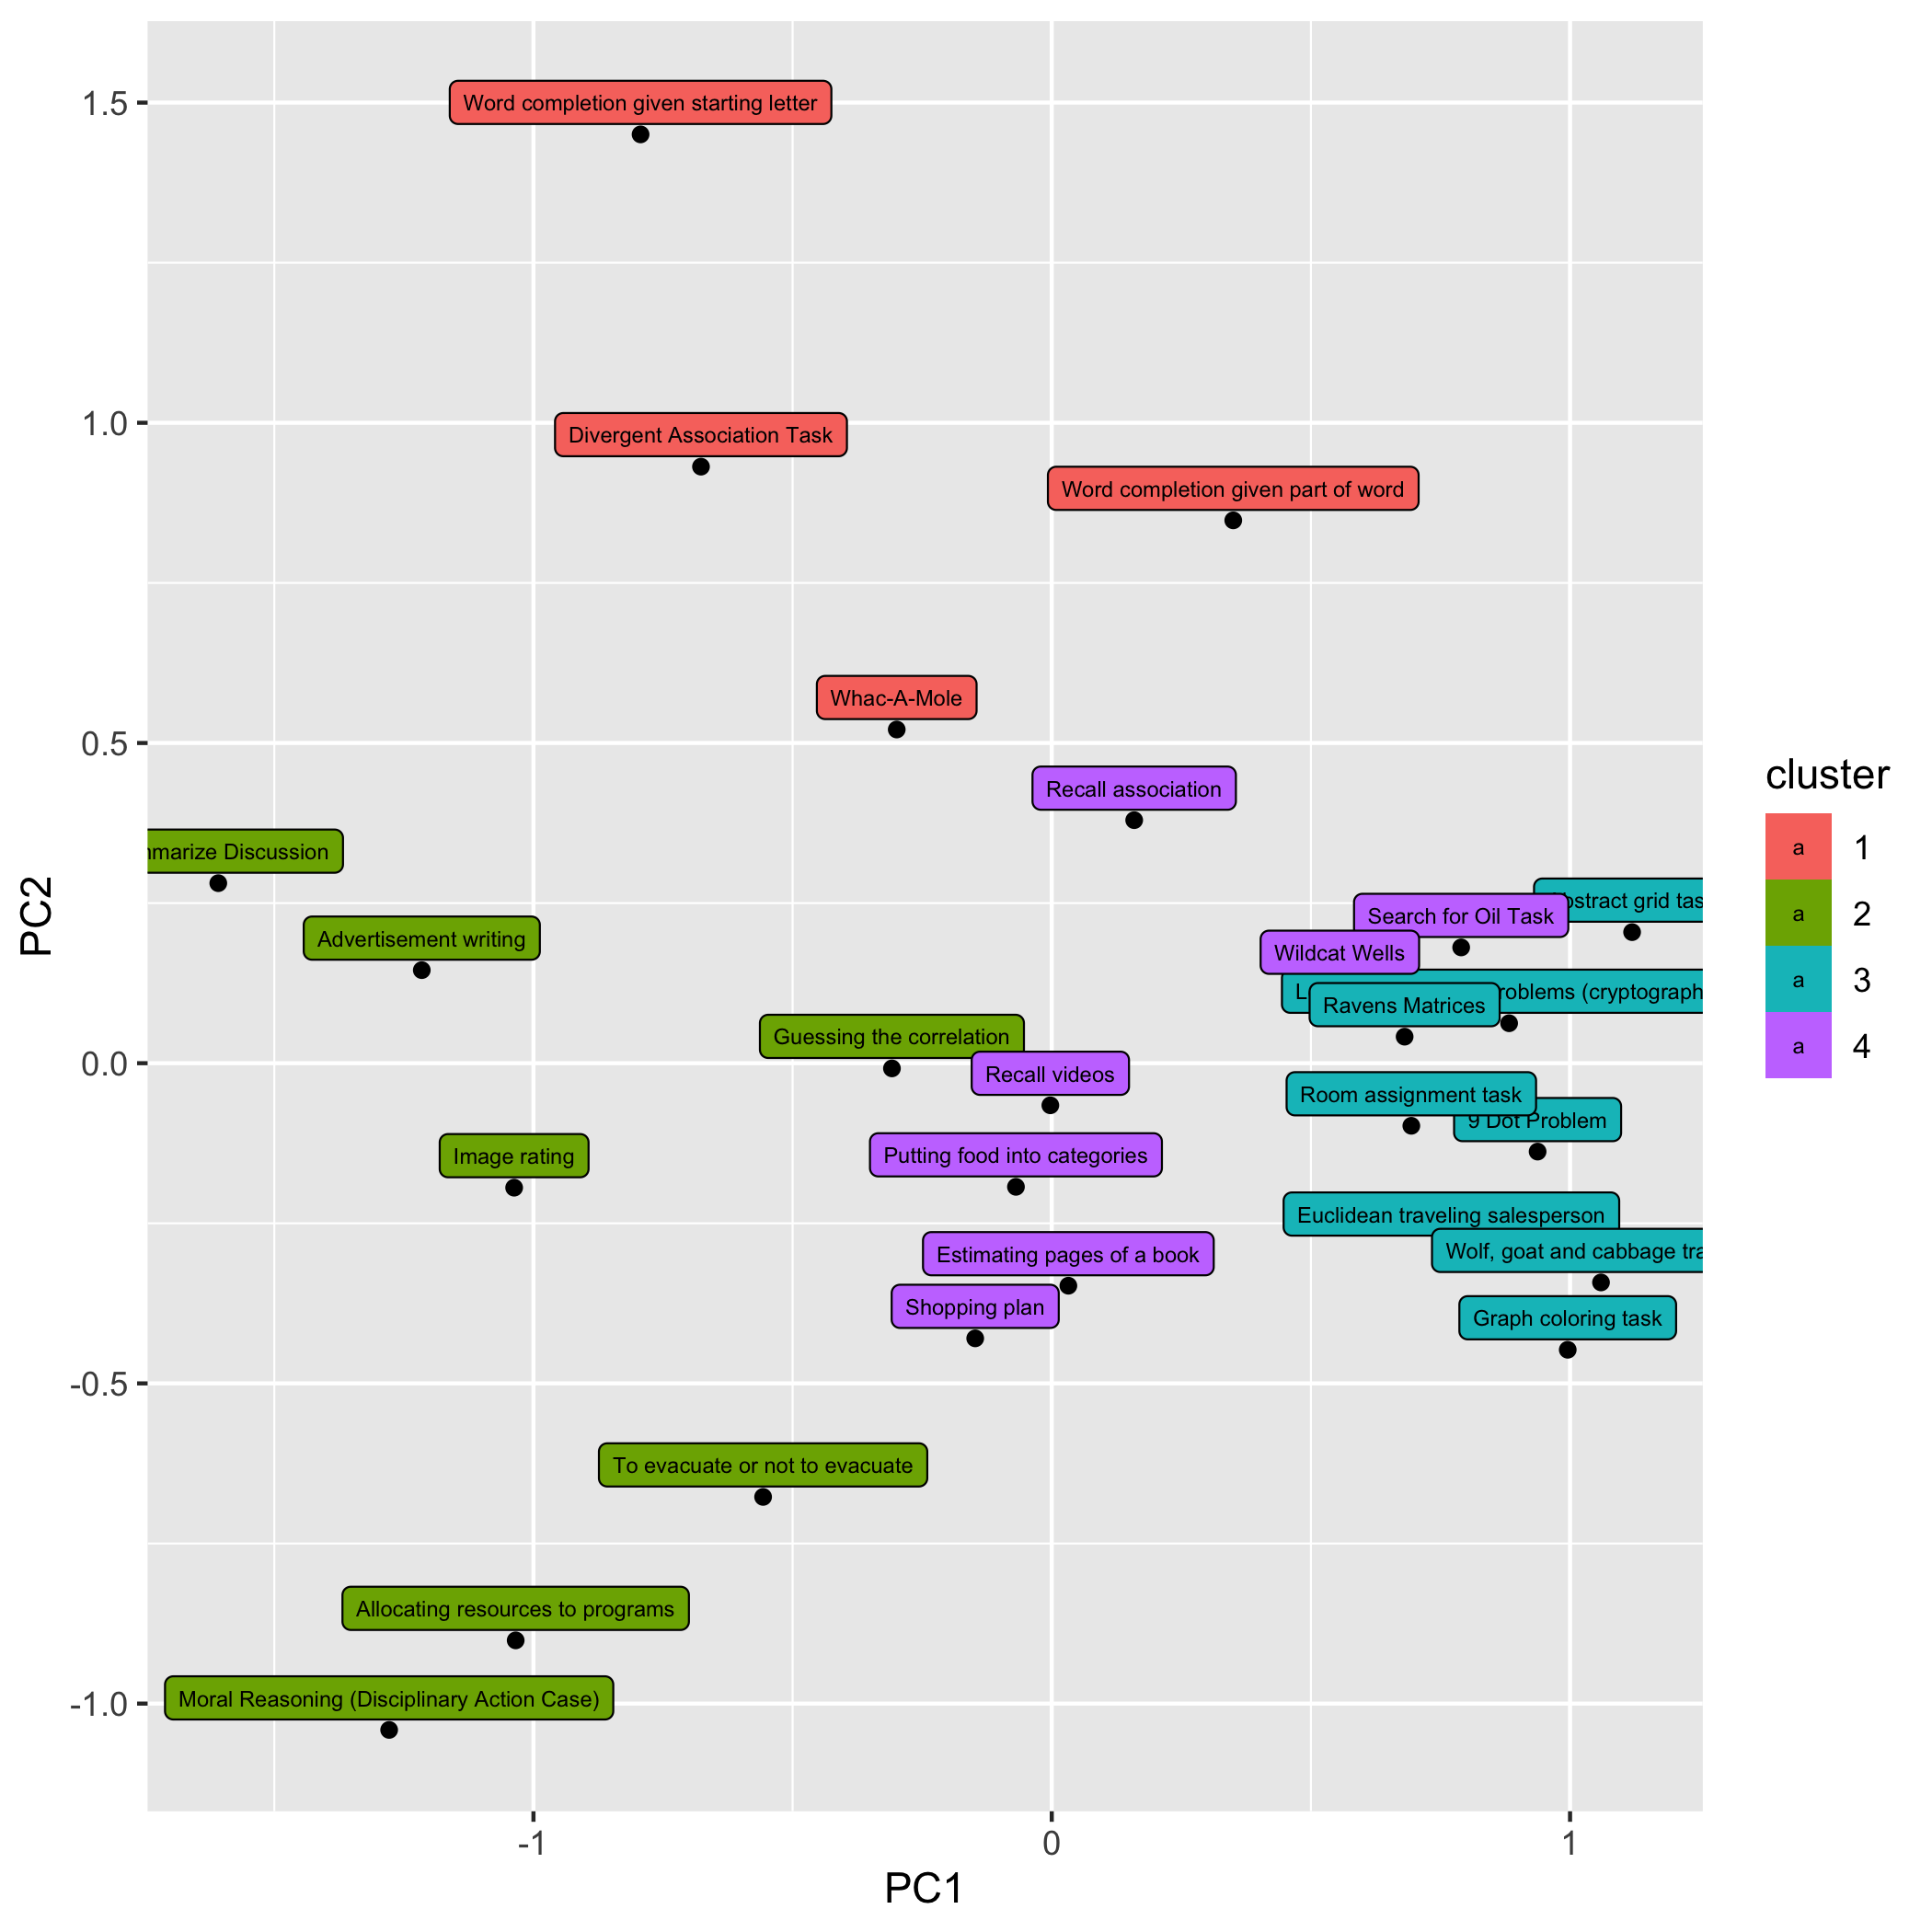 1.5
1.0
0.5
0.0
-0.5
-1.0
PC2
Word completion given starting letter
Divergent Association Task
Word completion given part of word
Whac-A-Mole
Recall association
Discussion
Advertisement writing
Search for Oil Task
grid
Wildcat Wells
Ravens Matrices
Guessing the correlation
Recall videos
Room assignment task
9 Dot Problem
Image rating
Putting food into categories
Euclidean traveling salesperson
Wolf, goat and cabbage
Estimating pages of a book
Shopping plan
Graph coloring task
To evacuate or not to evacuate
Allocating resources to programs
Moral Reasoning (Disciplinary Action Case)
-1
0
1
PC1
cluster
a 1
a 2
a 3
a 4